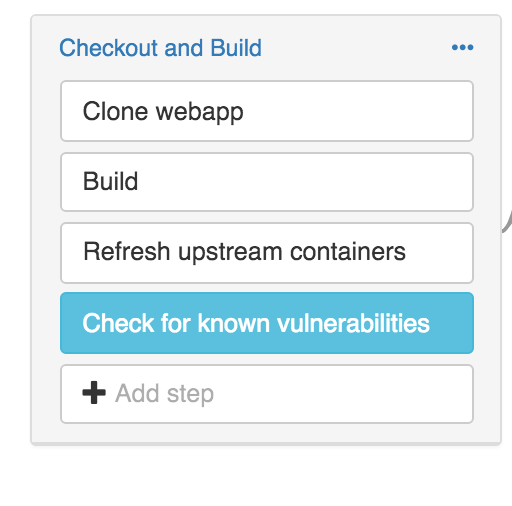 Checkout and Build
Clone webapp
Build
Refresh upstream containers
Check for known vulnerabilities
Add step